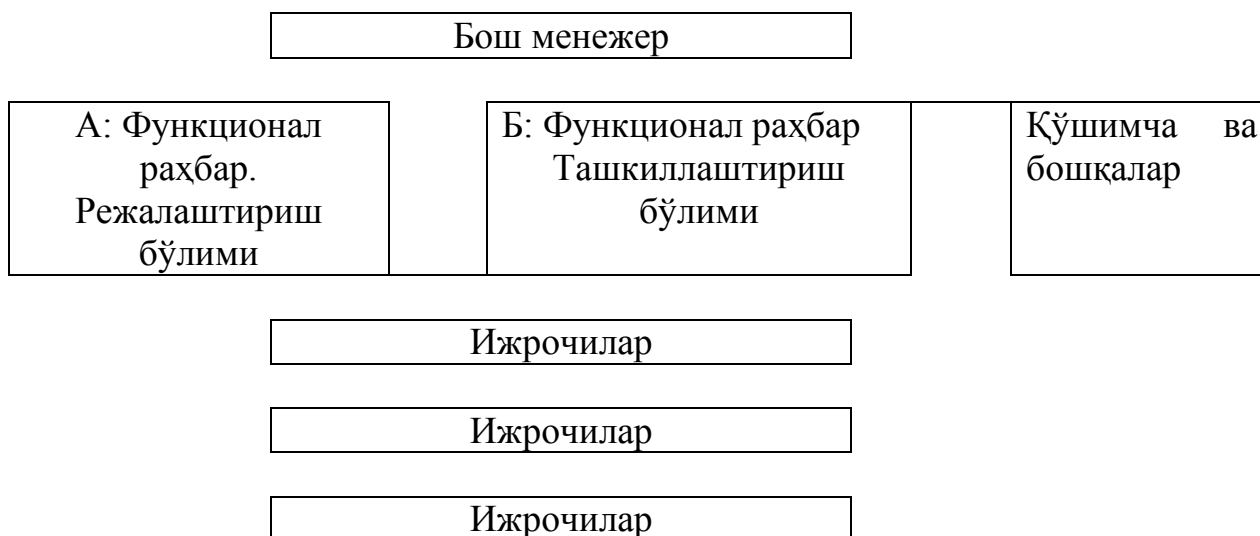 Бош менежер
А: Функционал
раҳбар.
Режалаштириш
бўлими
Б: Функционал раҳбар
Ташкиллаштириш
бўлими
Қўшимча ва
бошқалар
Ижрочилар
Ижрочилар
Ижрочилар